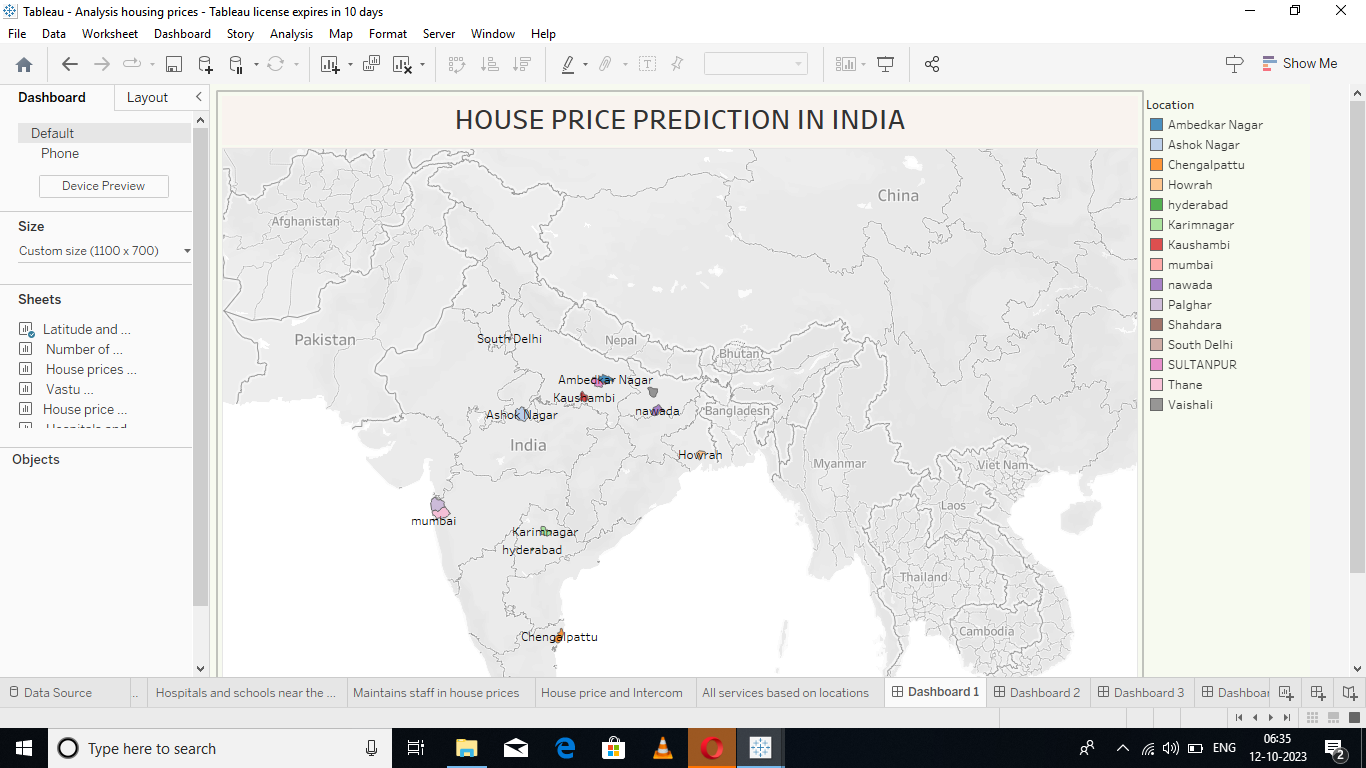 Tableau - Analysis housing prices - Tableau license expires in 10 days
File Data Worksheet Dashboard Story Analysis Map Format Server Window Help
Show Me
Dashboard Layout
Default
Phone
Device Preview
Size
Custom size (1100 x 700)
Sheets
Latitude and ...
Number of ...
House prices ...
Vastu ...
House price ...
Hospitals and
Objects
HOUSE PRICE PREDICTION IN INDIA
China
Afghanistan
Pakistan
South Delhi
Nepal
Bhutan
Ambedkar Nagar
Kaushambi
Ashok Nagar
nawada
Bangladesh
India
Howrah
Myanmar
Viet Nam
Laos
mumbai
Karimnagar
hyderabad
Thailand
Cambodia
Chengalpattu
Location
Ambedkar Nagar
Ashok Nagar
Chengalpattu
Howrah
hyderabad
Karimnagar
Kaushambi
mumbai
nawada
Palghar
Shahdara
South Delhi
SULTANPUR
Thane
Vaishali
Data Source .. Hospitals and schools near the ... Maintains staff in house prices House price and Intercom All services based on locations Dashboard 1 Dashboard 2 Dashboard 3 Dashboar
Type here to search
ENG
06:35
12-10-2023
2